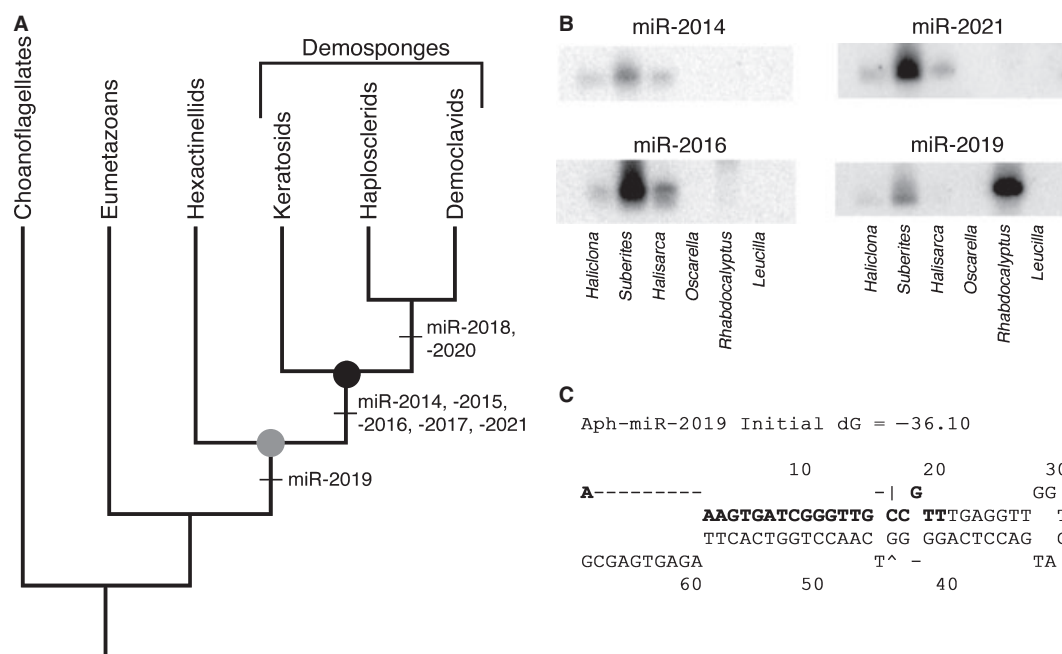 A
Choanoflagellates
Eumetazoans
Hexactinellids
Demosponges
Keratosids
Haplosclerids
Democlavids
miR-2018,
-2020
miR-2014, -2015,
-2016, -2017, -2021
miR-2019
B
miR-2014
miR-2021
miR-2016
miR-2019
Haliclona
Suberites
Halisarca
Oscarella
Rhabdocalyptus
Leucilla
Haliclona
Suberites
Halisarca
Oscarella
Rhabdocalyptus
Leucilla
C
Aph-miR-2019 Initial dG = −36.10
10 20 30
A--------- -| G GG
AAGTGATCGGGTTG CC TTTGAGGTT
TTCACTGGTCCAAC GG GGACTCCAG
GCGAGTGAGA T^ – TA
60 50 40